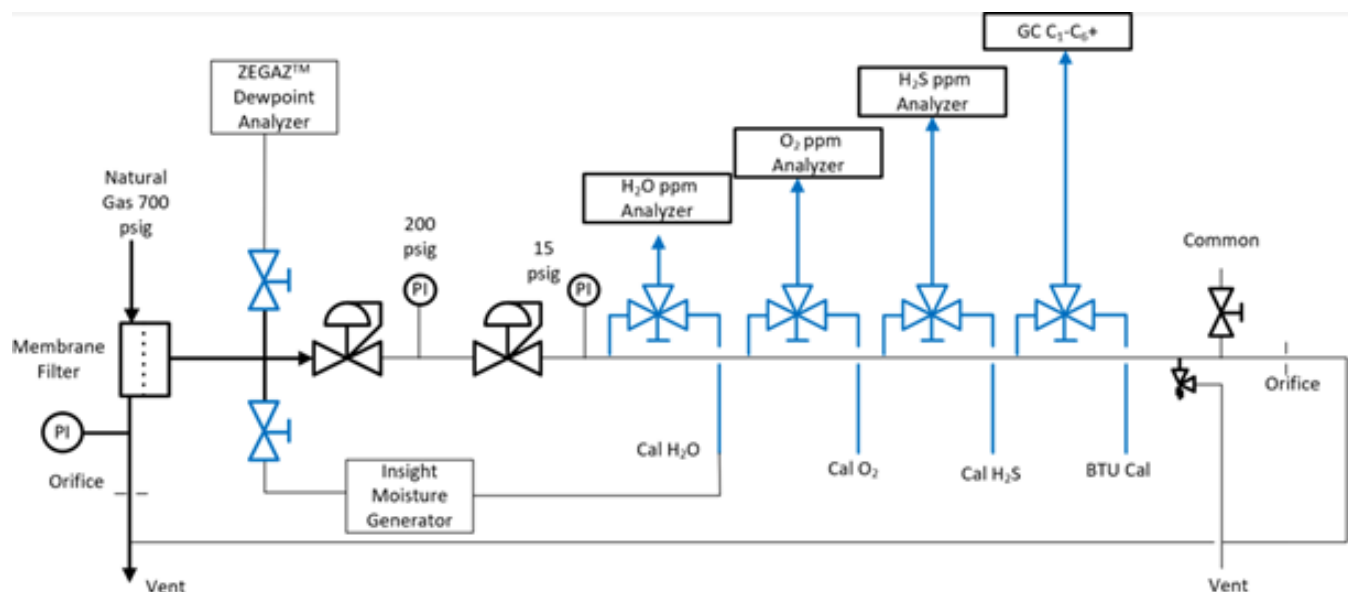 GC C₁-C₆+
ZEGAZ™
Dewpoint
Analyzer
H₂S ppm
Analyzer
O₂ ppm
Analyzer
Natural
Gas 700
psig
H₂O ppm
Analyzer
200
psig
15
psig
Common
PI
PI
Membrane
Filter
Orifice
PI
Cal H₂O
Cal O₂
Cal H₂S
BTU Cal
Orifice
Insight
Moisture
Generator
Vent
Vent